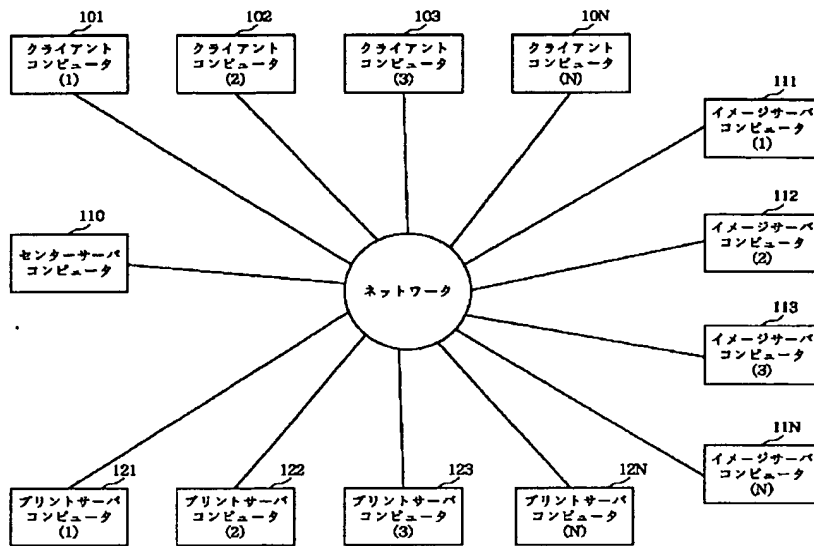 101
クライアント
コンピュータ
(1)
102
クライアント
コンピュータ
(2)
103
クライアント
コンピュータ
(3)
10N
クライアント
コンピュータ
(N)
111
イメージサーバ
コンピュータ
(1)
110
センターサーバ
コンピュータ
112
イメージサーバ
コンピュータ
(2)
ネットワータ
113
イメージサーバ
コンピュータ
(3)
11N
イメージサーバ
コンピュータ
(N)
121
プリントサーバ
コンピュータ
(1)
122
プリントサーバ
コンピュータ
(2)
123
プリントサーバ
コンピュータ
(3)
12N
プリントサーバ
コンピュータ
(N)